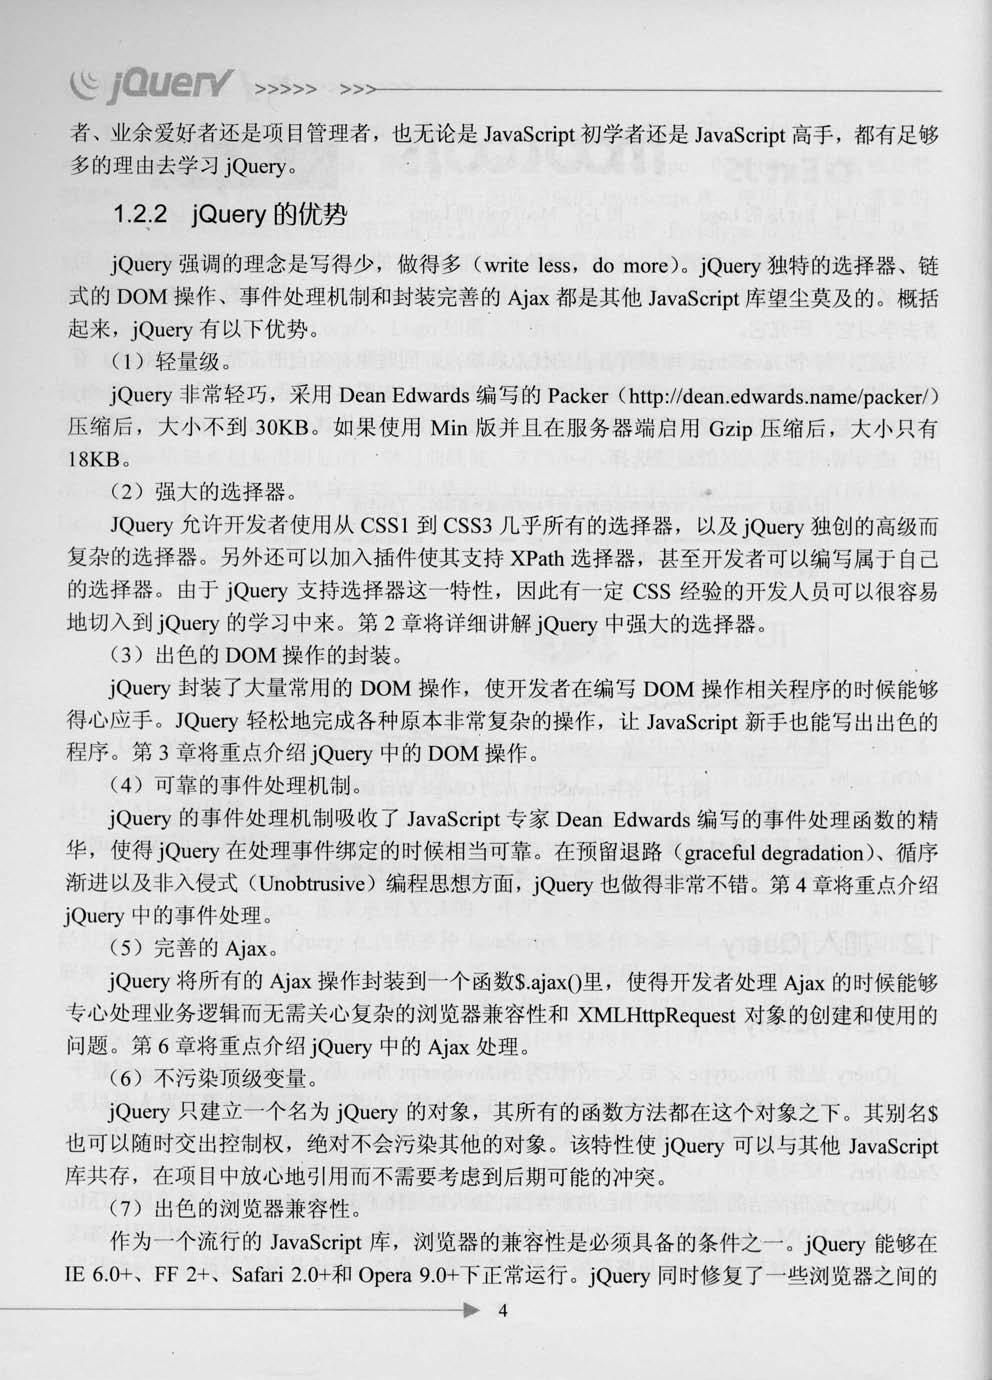 jQuery >>>>> >>>
者、业余爱好者还是项目管理者，也无论是 JavaScript 初学者还是 JavaScript 高手，都有足够
多的理由去学习 jQuery。
1.2.2 jQuery 的优势
jQuery 强调的理念是写得少，做得多（write less，do more）。jQuery 独特的选择器、链
式的 DOM 操作、事件处理机制和封装完善的 Ajax 都是其他 JavaScript 库望尘莫及的。概括
起来，jQuery 有以下优势。
（1）轻量级。
jQuery 非常轻巧，采用 Dean Edwards 编写的 Packer（http://dean.edwards.name/packer/）
压缩后，大小不到 30KB。如果使用 Min 版并且在服务器端启用 Gzip 压缩后，大小只有
18KB。
（2）强大的选择器。
JQuery 允许开发者使用从 CSS1 到 CSS3 几乎所有的选择器，以及 jQuery 独创的高级而
复杂的选择器。另外还可以加入插件使其支持 XPath 选择器，甚至开发者可以编写属于自己
的选择器。由于 jQuery 支持选择器这一特性，因此有一定 CSS 经验的开发人员可以很容易
地切入到 jQuery 的学习中来。第 2 章将详细讲解 jQuery 中强大的选择器。
（3）出色的 DOM 操作的封装。
jQuery 封装了大量常用的 DOM 操作，使开发者在编写 DOM 操作相关程序的时候能够
得心应手。JQuery 轻松地完成各种原本非常复杂的操作，让 JavaScript 新手也能写出出色的
程序。第 3 章将重点介绍 jQuery 中的 DOM 操作。
（4）可靠的事件处理机制。
jQuery 的事件处理机制吸收了 JavaScript 专家 Dean Edwards 编写的事件处理函数的精
华，使得 jQuery 在处理事件绑定的时候相当可靠。在预留退路（graceful degradation）、循序
渐进以及非入侵式（Unobtrusive）编程思想方面，jQuery 也做得非常不错。第 4 章将重点介绍
jQuery 中的事件处理。
（5）完善的 Ajax。
jQuery 将所有的 Ajax 操作封装到一个函数$.ajax()里，使得开发者处理 Ajax 的时候能够
专心处理业务逻辑而无需关心复杂的浏览器兼容性和 XMLHttpRequest 对象的创建和使用的
问题。第 6 章将重点介绍 jQuery 中的 Ajax 处理。
（6）不污染顶级变量。
jQuery 只建立一个名为 jQuery 的对象，其所有的函数方法都在这个对象之下。其别名$
也可以随时交出控制权，绝对不会污染其他的对象。该特性使 jQuery 可以与其他 JavaScript
库共存，在项目中放心地引用而不需要考虑到后期可能的冲突。
（7）出色的浏览器兼容性。
作为一个流行的 JavaScript 库，浏览器的兼容性是必须具备的条件之一。jQuery 能够在
IE 6.0+、FF 2+、Safari 2.0+和 Opera 9.0+下正常运行。jQuery 同时修复了一些浏览器之间的
4